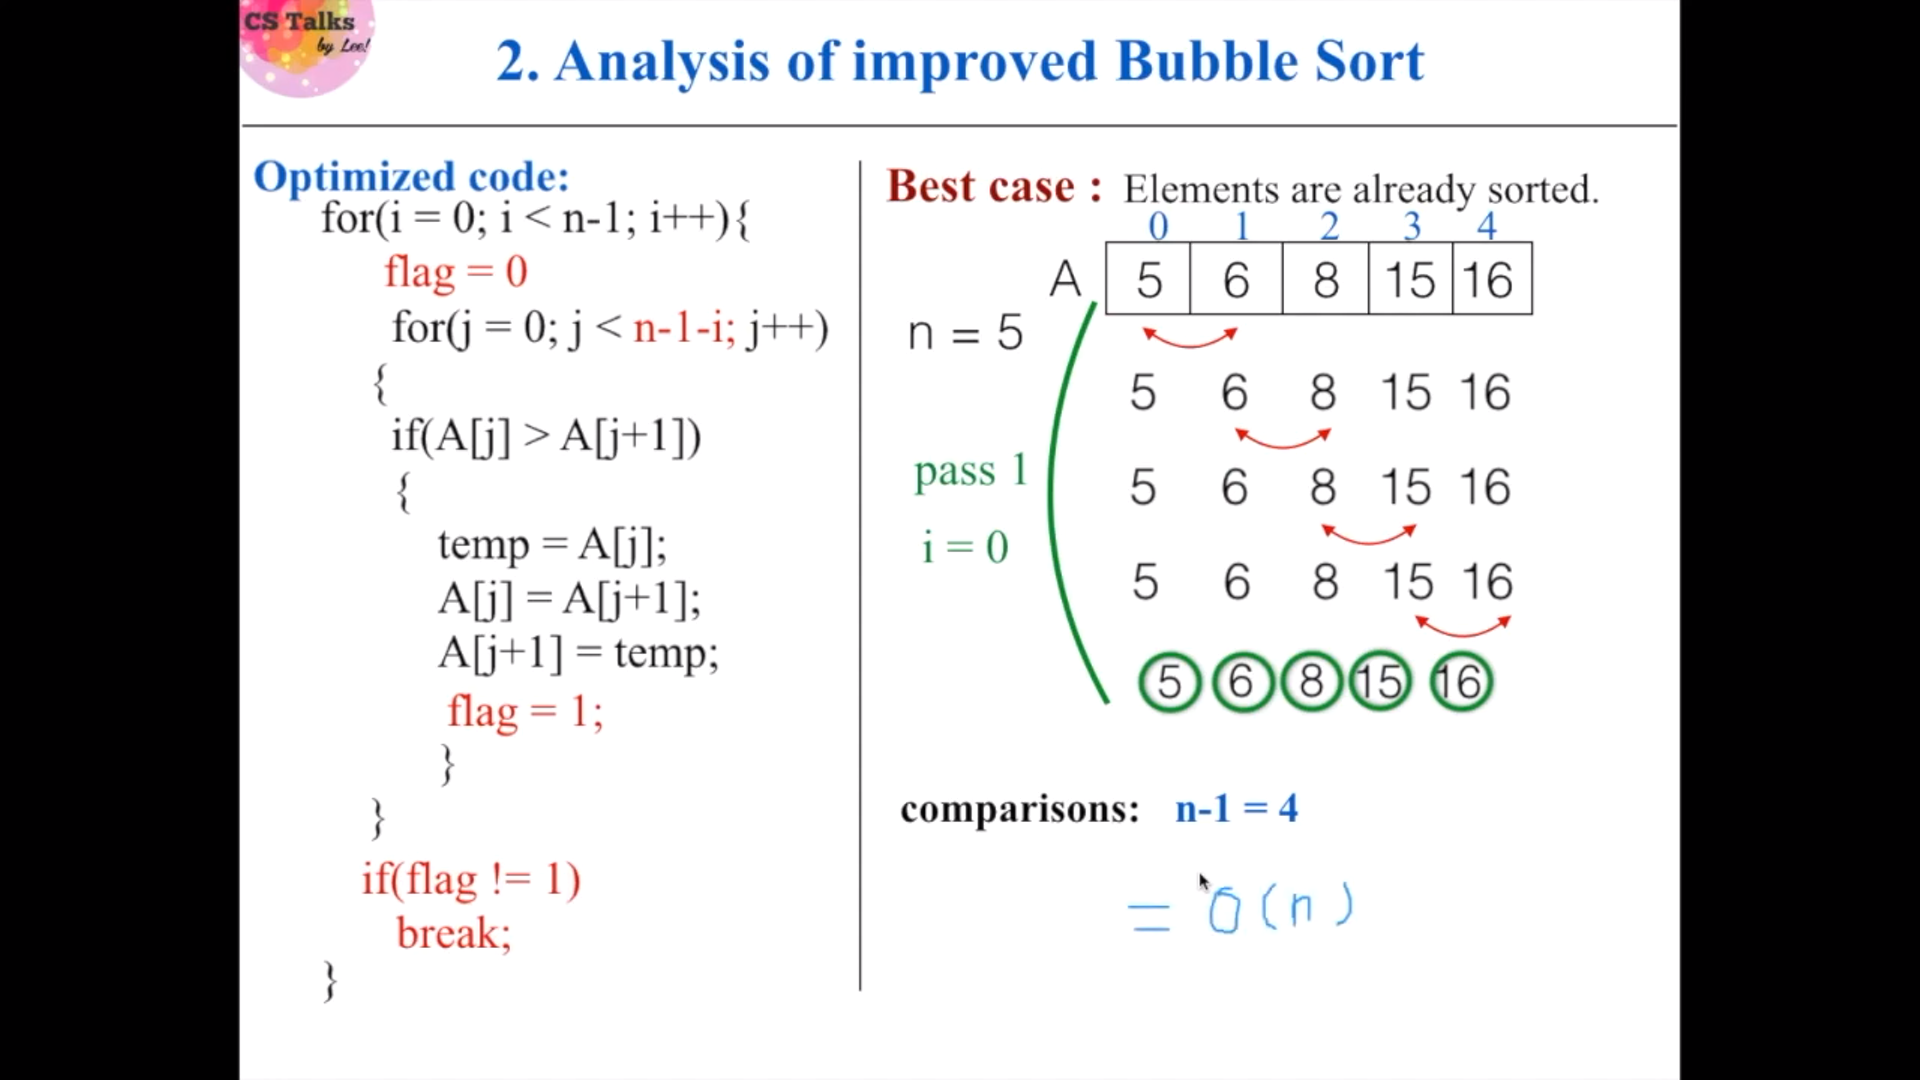 CS Talks
by Lee!
2. Analysis of improved Bubble Sort
Optimized code:
for(i = 0; i < n-1; i++){
flag = 0
for(j = 0; j < n-1-i; j++)
{
if(A[j] > A[j+1])
{
temp = A[j];
A[j] = A[j+1];
A[j+1] = temp;
flag = 1;
}
}
if(flag != 1)
break;
}
Best case : Elements are already sorted.
0 1 2 3 4
A 5 6 8 15 16
n = 5
5 6 8 15 16
pass 1
5 6 8 15 16
i = 0
5 6 8 15 16
5 6 8 15 16
comparisons: n-1 = 4
= O(n)